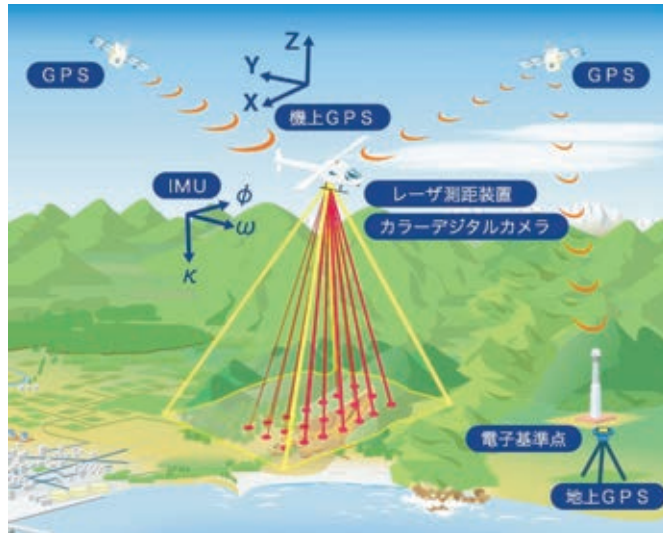 GPS
Z
Y
X
GPS
機上GPS
IMU
φ
ω
κ
レーザ測距装置
カラーデジタルカメラ
電子基準点
地上GPS